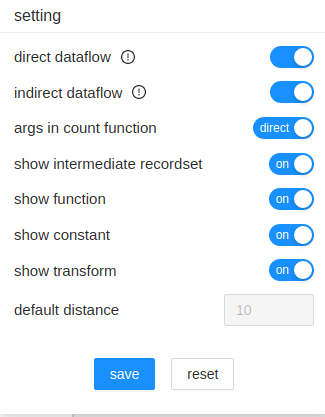 setting
direct dataflow
indirect dataflow
args in count function direct
show intermediate recordset on
show function on
show constant on
show transform on
default distance 10
save reset